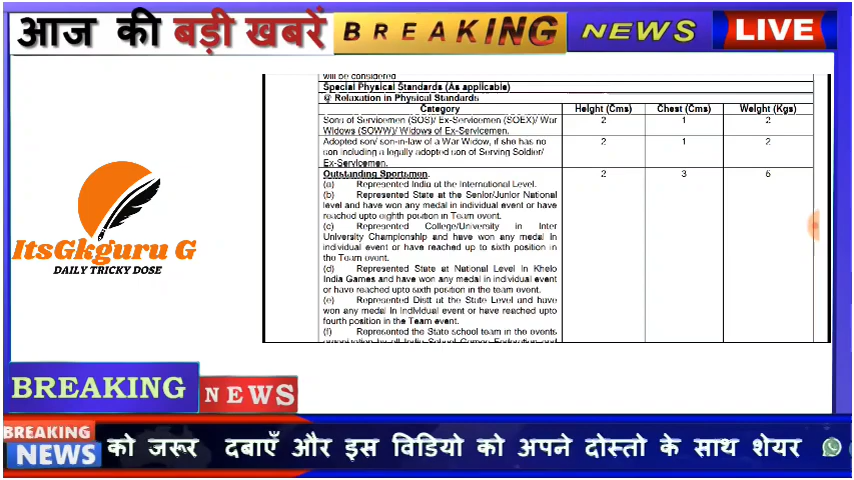 आज की बड़ी खबरें
BREAKING
NEWS
LIVE
will be considered
Special Physical Standards (As applicable)
@ Relaxation in Physical Standards
Category Height (Cms) Chest (Cms) Weight (Kgs)
Sons of Servicemen (SOS)/ Ex-Servicemen (SOEX)/ War 2 1 2
Widows (SOWW)/ Widows of Ex-Servicemen.
Adopted son/ son-in-law of a War Widow, if she has no 2 1 2
son including a legally adopted son of Serving Soldier/
Ex-Servicemen.
Outstanding Sportsmen. 2 3 5
(a) Represented India at the International Level.
(b) Represented State at the Senior/Junior National
level and have won any medal in individual event or have
reached upto eighth position in Team event.
(c) Represented College/University in Inter
University Championship and have won any medal in
individual event or have reached up to sixth position in
the Team event.
(d) Represented State at National Level in Khelo
India Games and have won any medal in individual event
or have reached upto sixth position in the team event.
(e) Represented Distt at the State Level and have
won any medal in individual event or have reached upto
fourth position in the Team event.
(f) Represented the State school team in the events
ItsGkguru G
DAILY TRICKY DOSE
BREAKING
NEWS
BREAKING
NEWS
को जरूर दबाएँ और इस विडियो को अपने दोस्तो के साथ शेयर